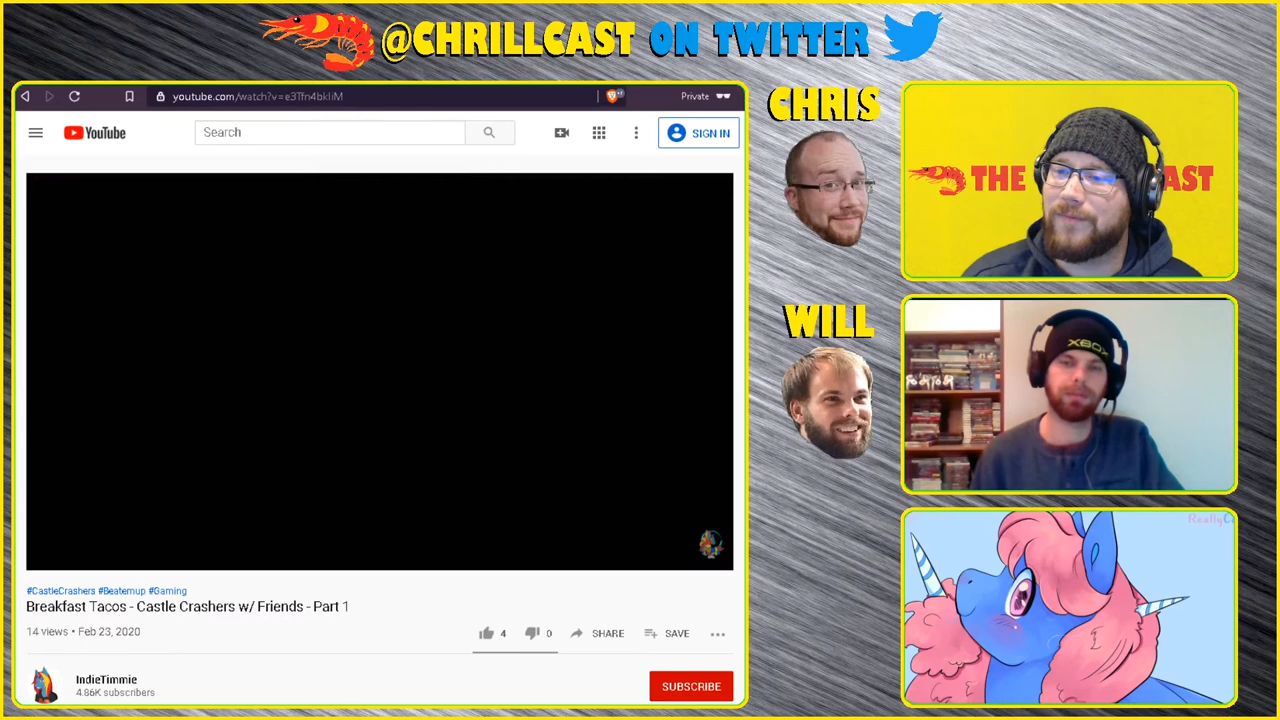 @CHRILLCAST ON TWITTER
youtube.com/watch?v=e3Tfn4bkIiM
Private
YouTube
Search
SIGN IN
#CastleCrashers #Beatemup #Gaming
Breakfast Tacos - Castle Crashers w/ Friends - Part 1
14 views • Feb 23, 2020
4
0
SHARE
SAVE
IndieTimmie
4.86K subscribers
SUBSCRIBE
CHRIS
THE
AST
WILL
XBOX